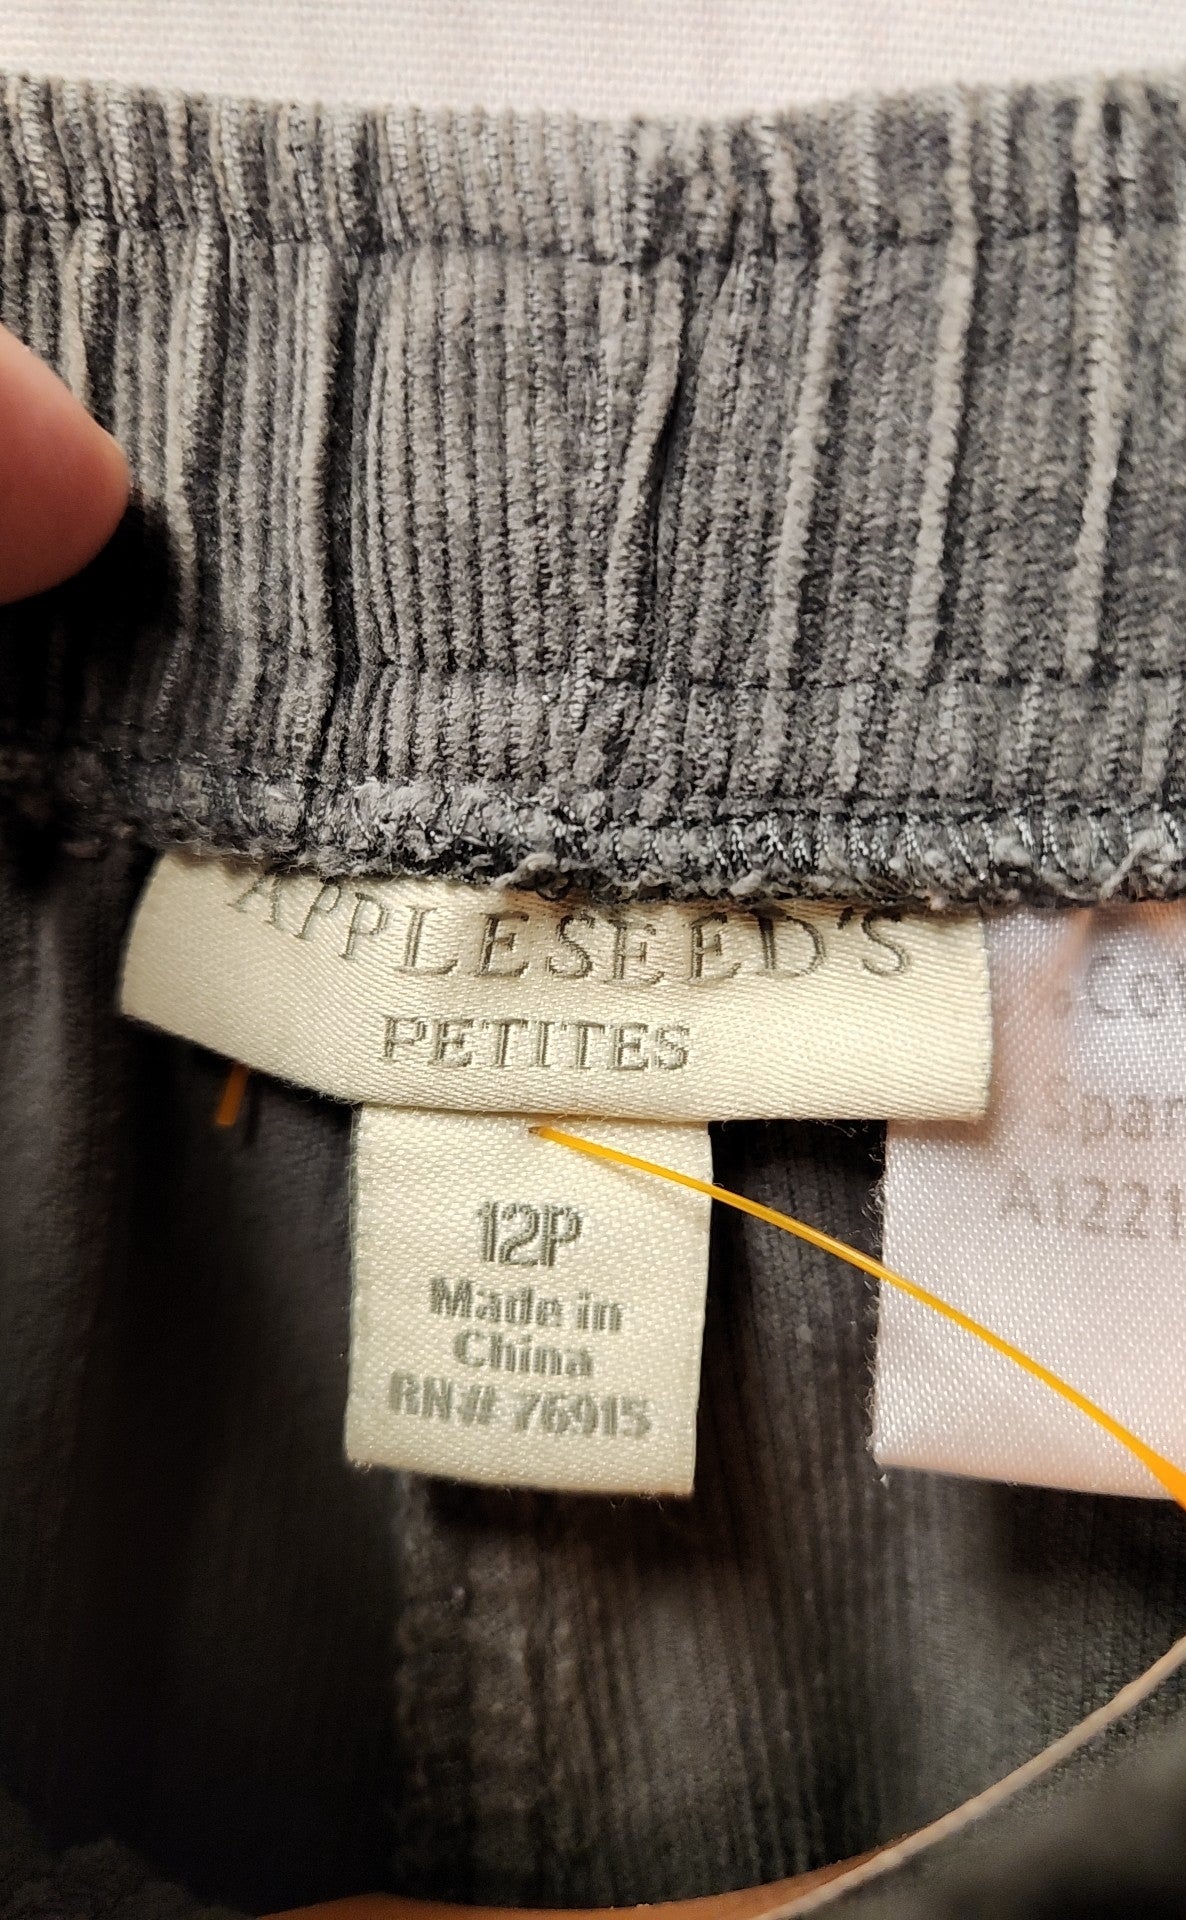 APPLESEED'S
PETITES
12P
Made in
China
RN# 76915